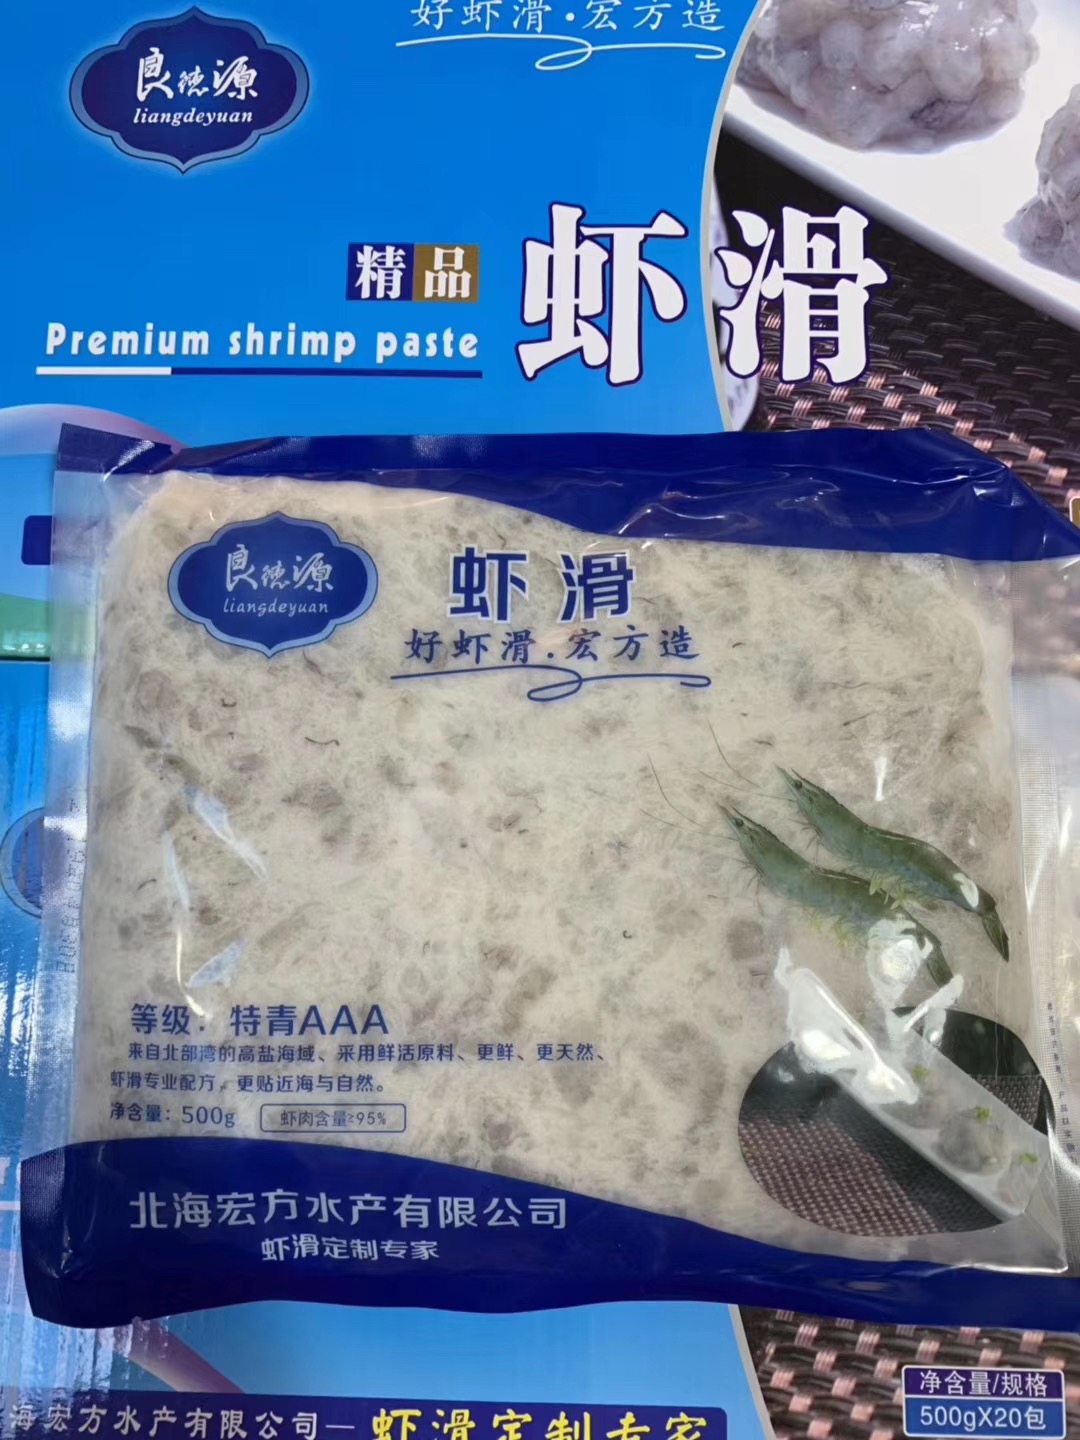 好虾滑·宏方造
良德源
liangdeyuan
精品
虾滑
Premium shrimp paste
良德源
liangdeyuan
虾滑
好虾滑.宏方造
等级：特青AAA
来自北部湾的高盐海域、采用鲜活原料、更鲜、更天然、
虾滑专业配方，更贴近海与自然。
净含量：500g
虾肉含量≥95%
北海宏方水产有限公司
虾滑定制专家
净含量/规格
500gX20包
海宏方水产有限公司—虾滑定制专家